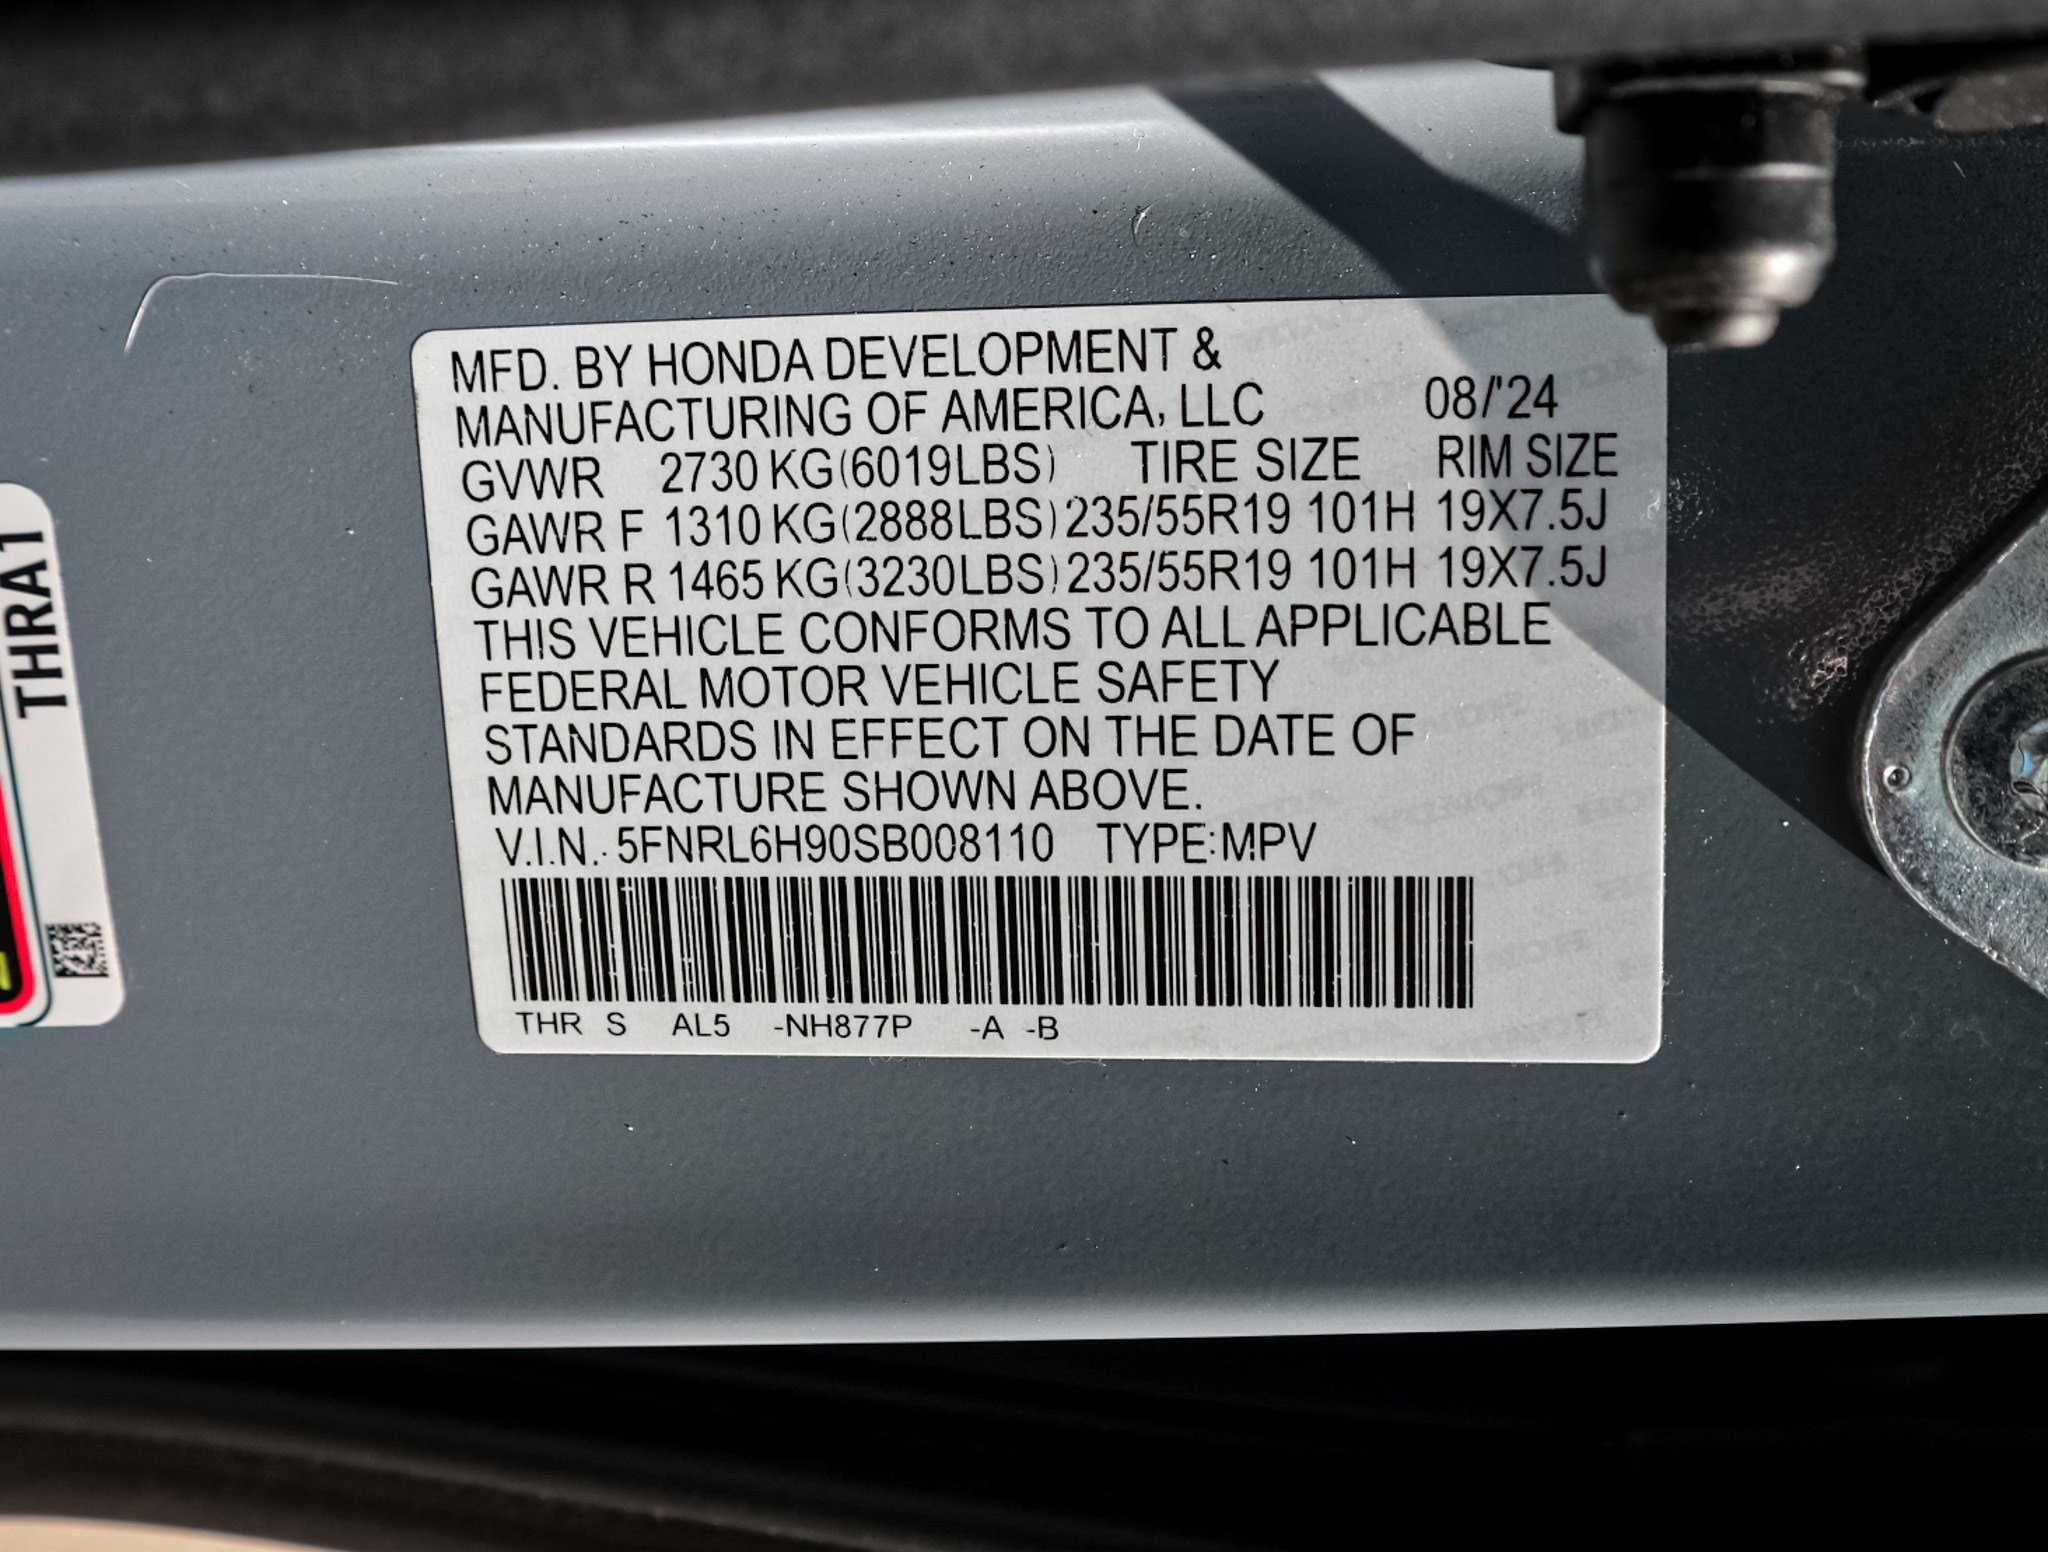 MFD. BY HONDA DEVELOPMENT &
MANUFACTURING OF AMERICA, LLC 08/'24
GVWR 2730 KG(6019LBS) TIRE SIZE RIM SIZE
GAWR F 1310 KG(2888LBS) 235/55R19 101H 19X7.5J
GAWR R 1465 KG(3230LBS) 235/55R19 101H 19X7.5J
THIS VEHICLE CONFORMS TO ALL APPLICABLE
FEDERAL MOTOR VEHICLE SAFETY
STANDARDS IN EFFECT ON THE DATE OF
MANUFACTURE SHOWN ABOVE.
V.I.N.: 5FNRL6H90SB008110 TYPE:MPV
THR S AL5 -NH877P -A -B
THRA1